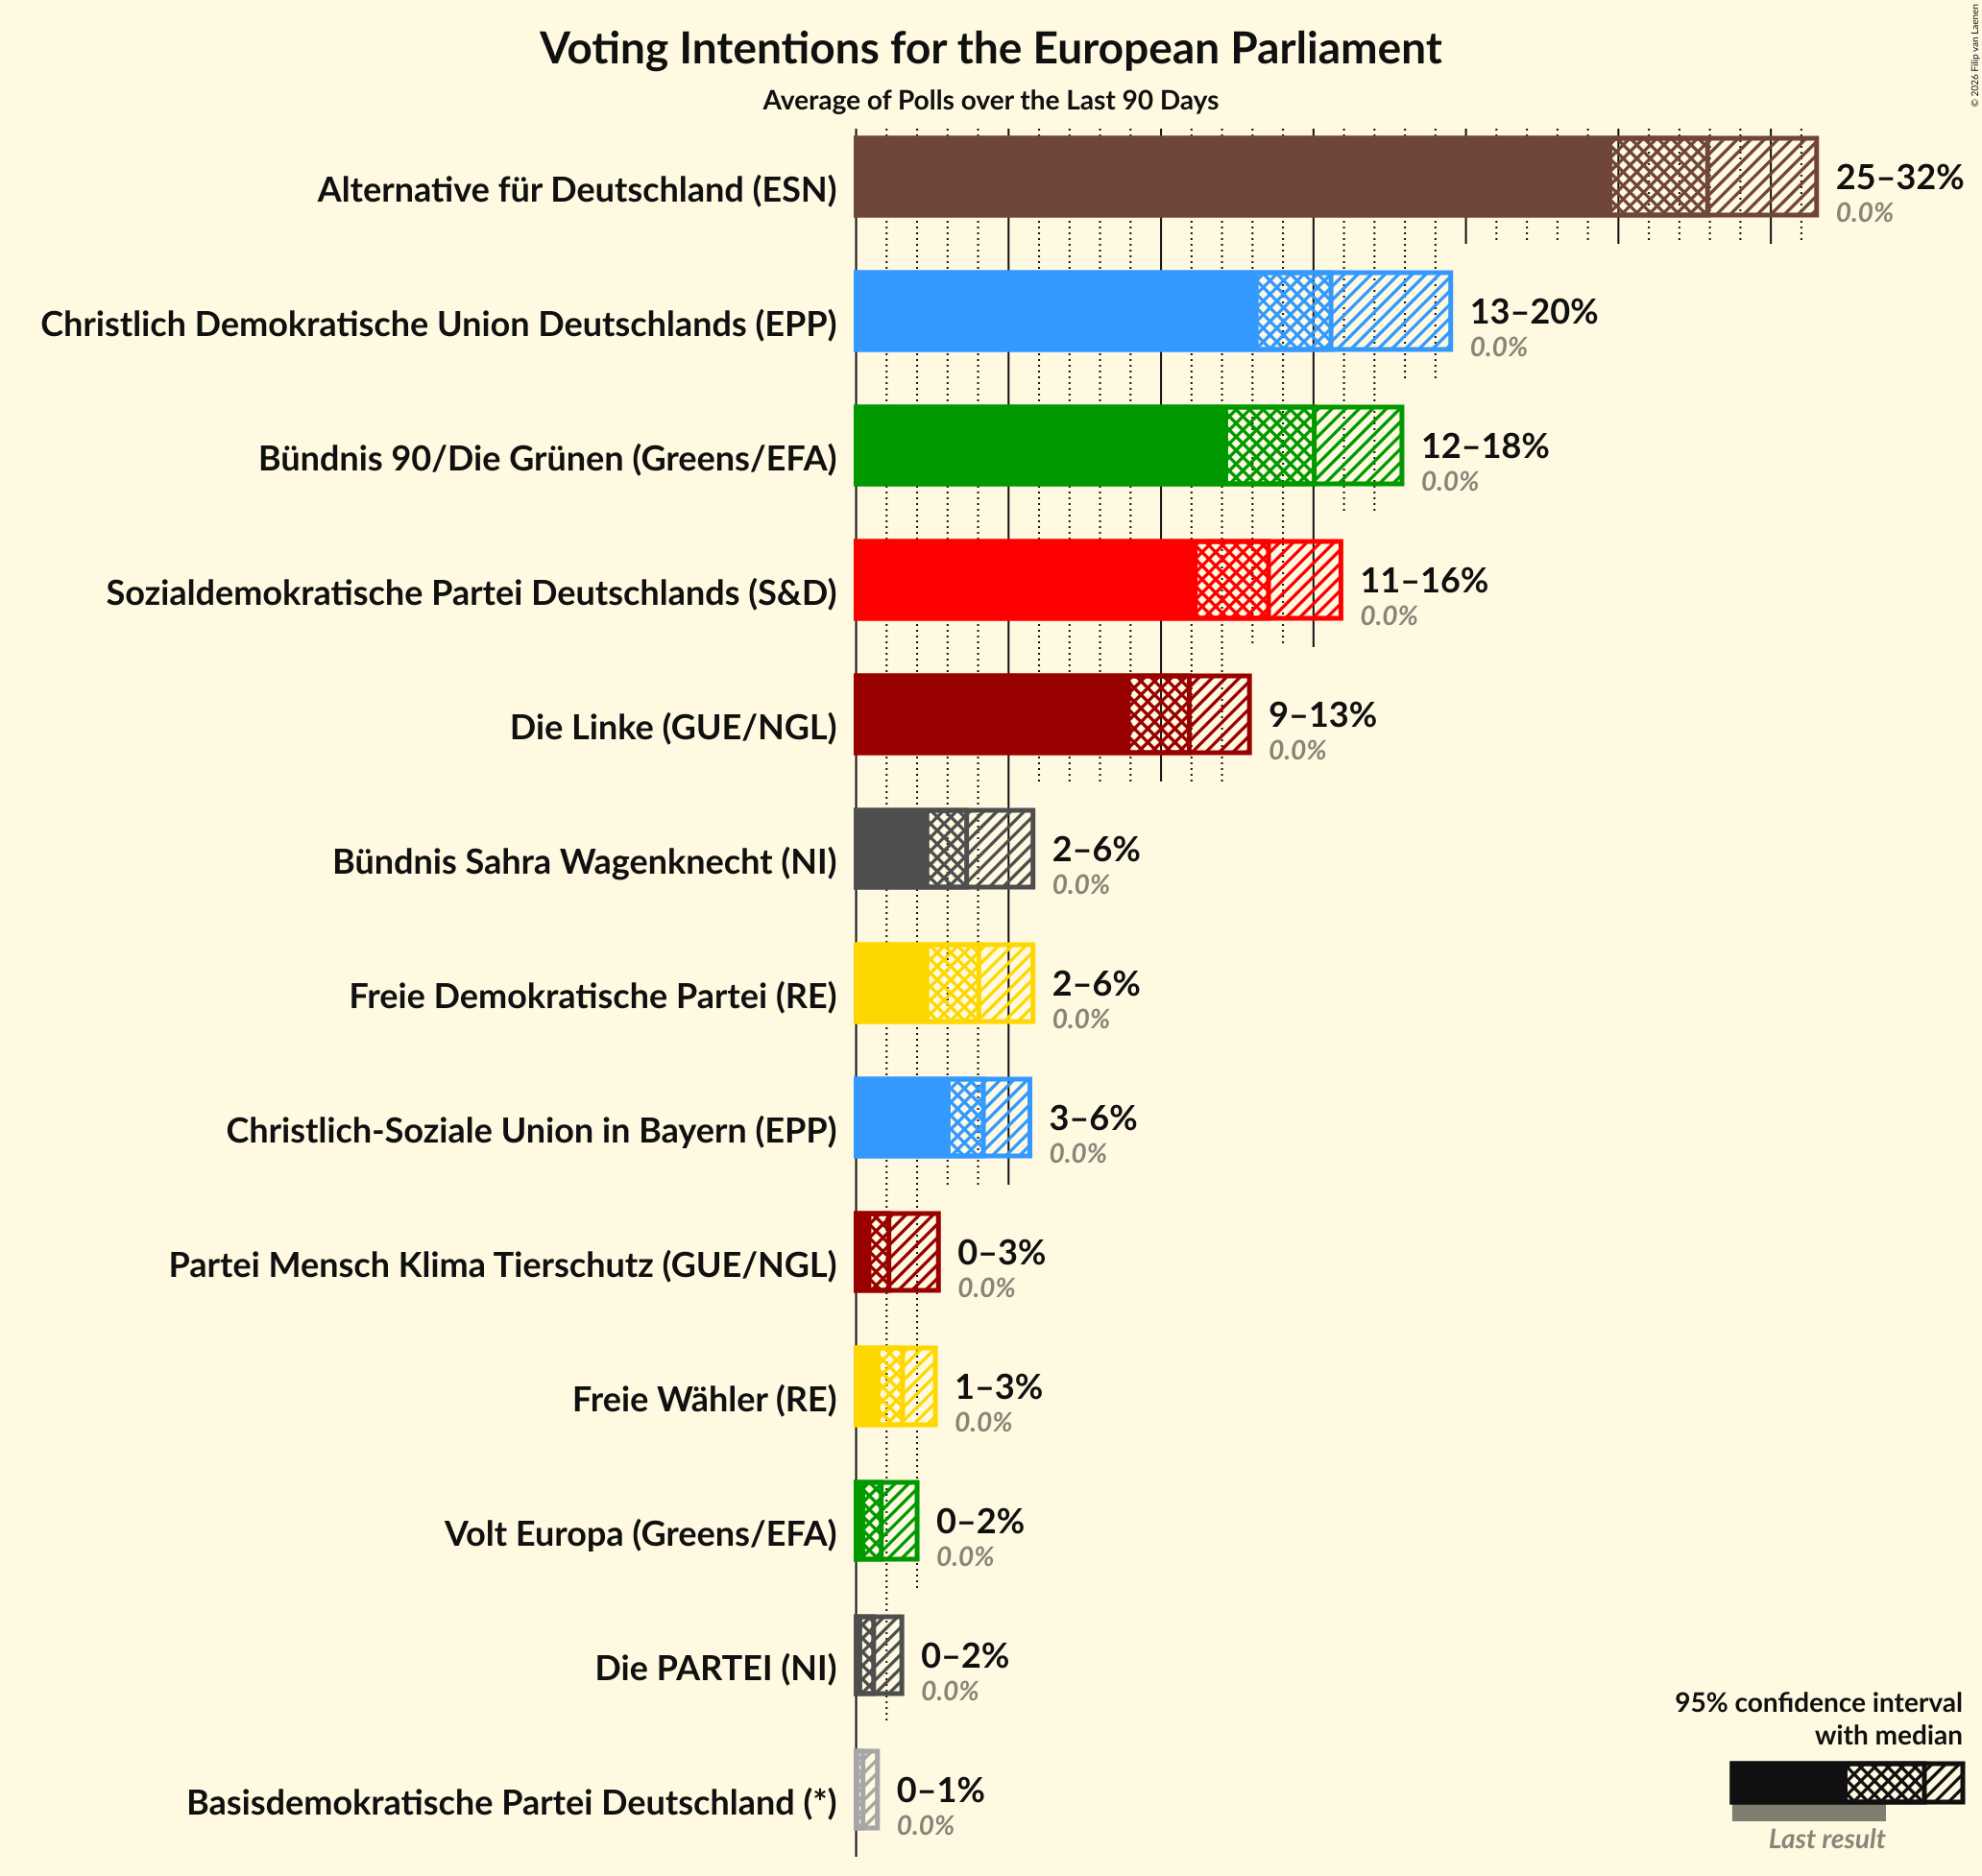 Voting Intentions for the European Parliament
Average of Polls over the Last 90 Days
© 2026 Filip van Laenen
Alternative für Deutschland (ESN)
25–32%
0.0%
Christlich Demokratische Union Deutschlands (EPP)
13–20%
0.0%
Bündnis 90/Die Grünen (Greens/EFA)
12–18%
0.0%
Sozialdemokratische Partei Deutschlands (S&D)
11–16%
0.0%
Die Linke (GUE/NGL)
9–13%
0.0%
Bündnis Sahra Wagenknecht (NI)
2–6%
0.0%
Freie Demokratische Partei (RE)
2–6%
0.0%
Christlich-Soziale Union in Bayern (EPP)
3–6%
0.0%
Partei Mensch Klima Tierschutz (GUE/NGL)
0–3%
0.0%
Freie Wähler (RE)
1–3%
0.0%
Volt Europa (Greens/EFA)
0–2%
0.0%
Die PARTEI (NI)
0–2%
0.0%
Basisdemokratische Partei Deutschland (*)
0–1%
0.0%
95% confidence interval
with median
Last result